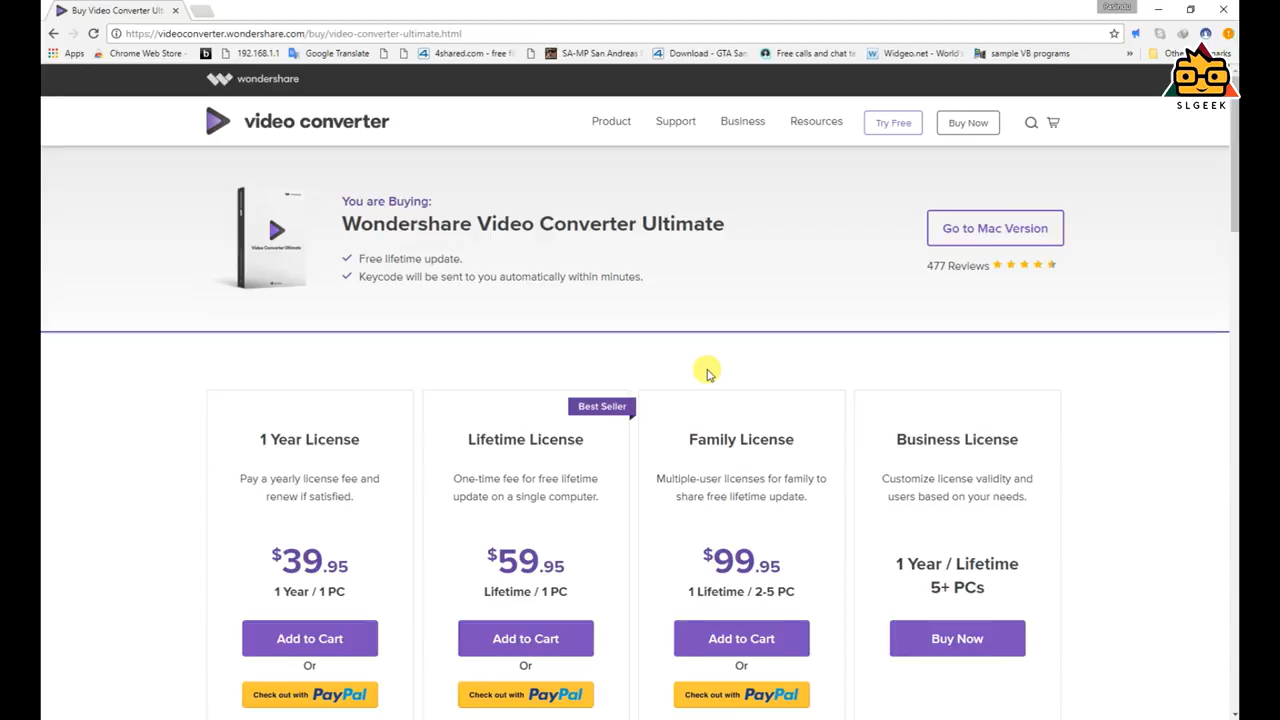 Buy Video Converter Ult
Pasindu
https://videoconverter.wondershare.com/buy/video-converter-ultimate.html
Apps
Chrome Web Store -
192.168.1.1
Google Translate
4shared.com - free fi
SA-MP San Andreas
Download - GTA San
Free calls and chat te
Widgeo.net - World's
sample VB programs
»
SLGEEK
wondershare
video converter
Product
Support
Business
Resources
Try Free
Buy Now
You are Buying:
Wondershare Video Converter Ultimate
Free lifetime update.
Keycode will be sent to you automatically within minutes.
Video Converter Ultimate
Go to Mac Version
477 Reviews
Best Seller
1 Year License
Pay a yearly license fee and
renew if satisfied.
$39.95
1 Year / 1 PC
Add to Cart
Or
Check out with PayPal
Lifetime License
One-time fee for free lifetime
update on a single computer.
$59.95
Lifetime / 1 PC
Add to Cart
Or
Check out with PayPal
Family License
Multiple-user licenses for family to
share free lifetime update.
$99.95
1 Lifetime / 2-5 PC
Add to Cart
Or
Check out with PayPal
Business License
Customize license validity and
users based on your needs.
1 Year / Lifetime
5+ PCs
Buy Now